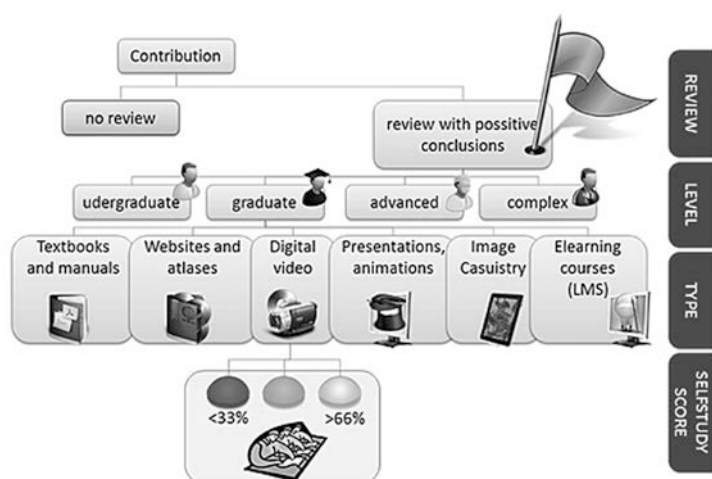 Contribution
no review
review with possitive
conclusions
REVIEW
udergraduate
graduate
advanced
complex
LEVEL
Textbooks
and manuals
Websites and
atlases
Digital
video
Presentations,
animations
Image
Casuistry
Elearning
courses
(LMS)
TYPE
<33%
>66%
SELFSTUDY
SCORE